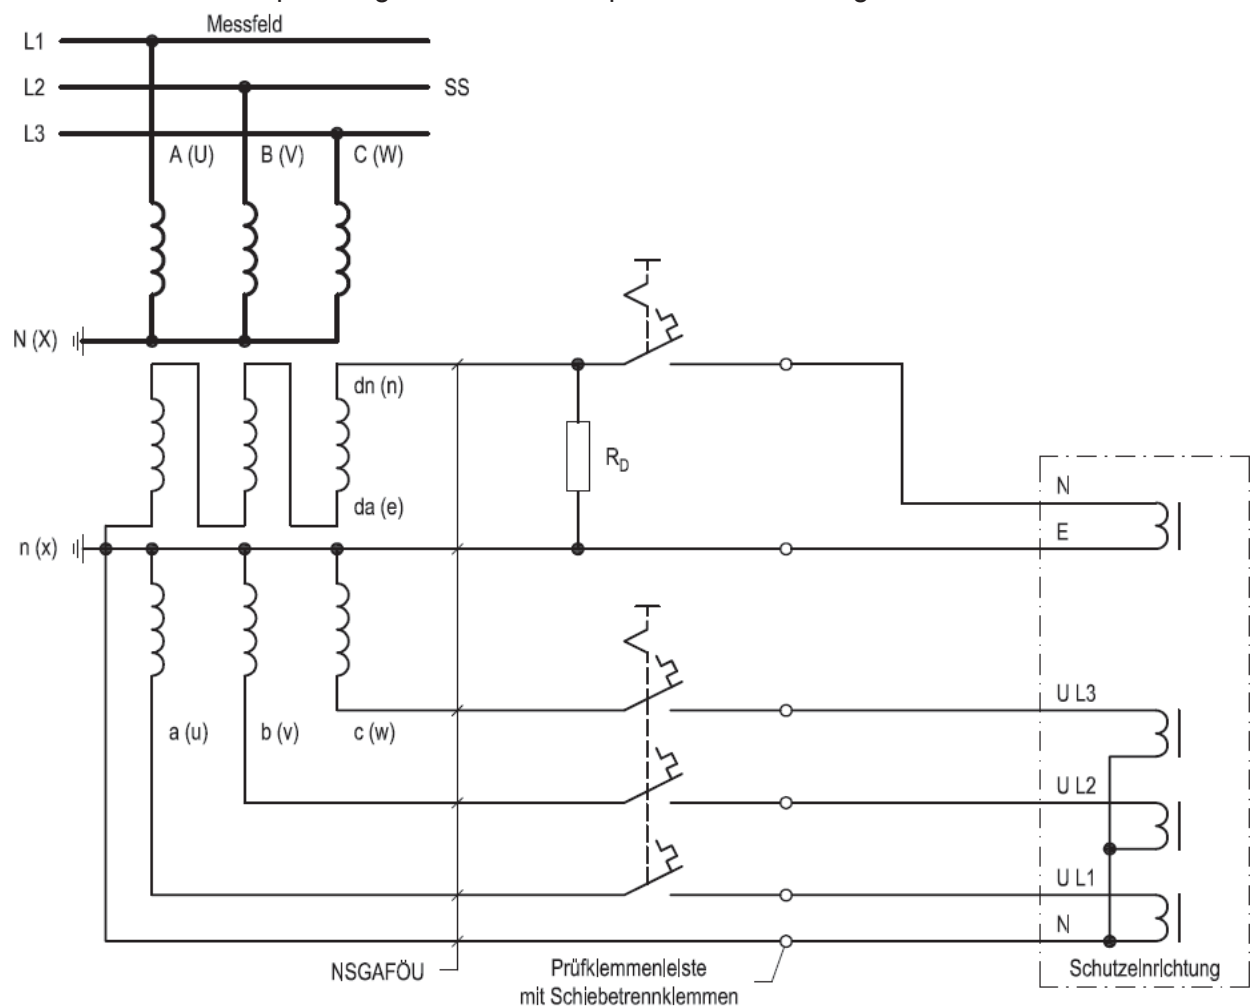 Messfeld
L1
L2
SS
L3
A (U)
B (V)
C (W)
N (X)
dn (n)
R_D
da (e)
N
E
n (x)
U L3
a (u)
b (v)
c (w)
U L2
U L1
N
NSGAFÖU
Prüfklemmenleiste
mit Schiebetrennklemmen
Schutzeinrichtung